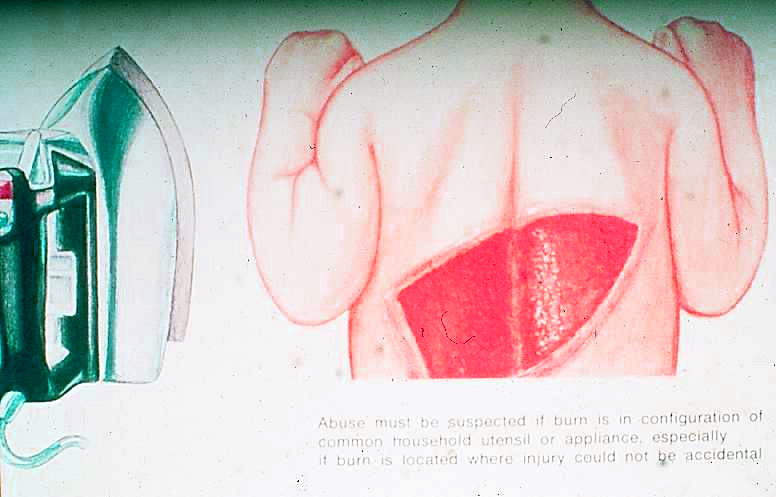 Abuse must be suspected if burn is in configuration of
common household utensil or appliance, especially
if burn is located where injury could not be accidental